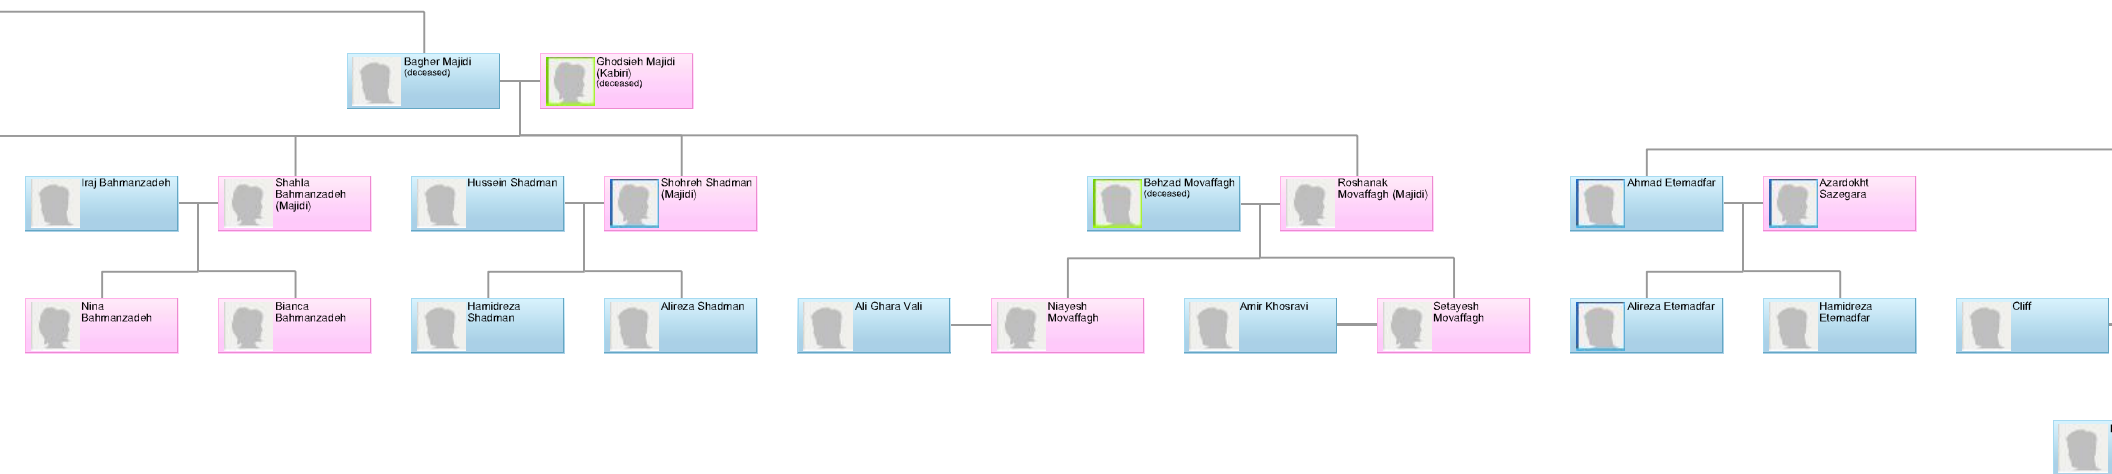 Bagher Majidi
(deceased)
Ghodsieh Majidi
(Kabiri)
(deceased)
Iraj Bahmanzadeh
Shahla
Bahmanzadeh
(Majidi)
Hussein Shadman
Shohreh Shadman
(Majidi)
Behzad Movaffagh
(deceased)
Roshanak
Movaffagh (Majidi)
Ahmad Etemadfar
Azardokht
Sazegara
Nina
Bahmanzadeh
Bianca
Bahmanzadeh
Hamidreza
Shadman
Alireza Shadman
Ali Ghara Vali
Niayesh
Movaffagh
Amir Khosravi
Setayesh
Movaffagh
Alireza Etemadfar
Hamidreza
Etemadfar
Cliff